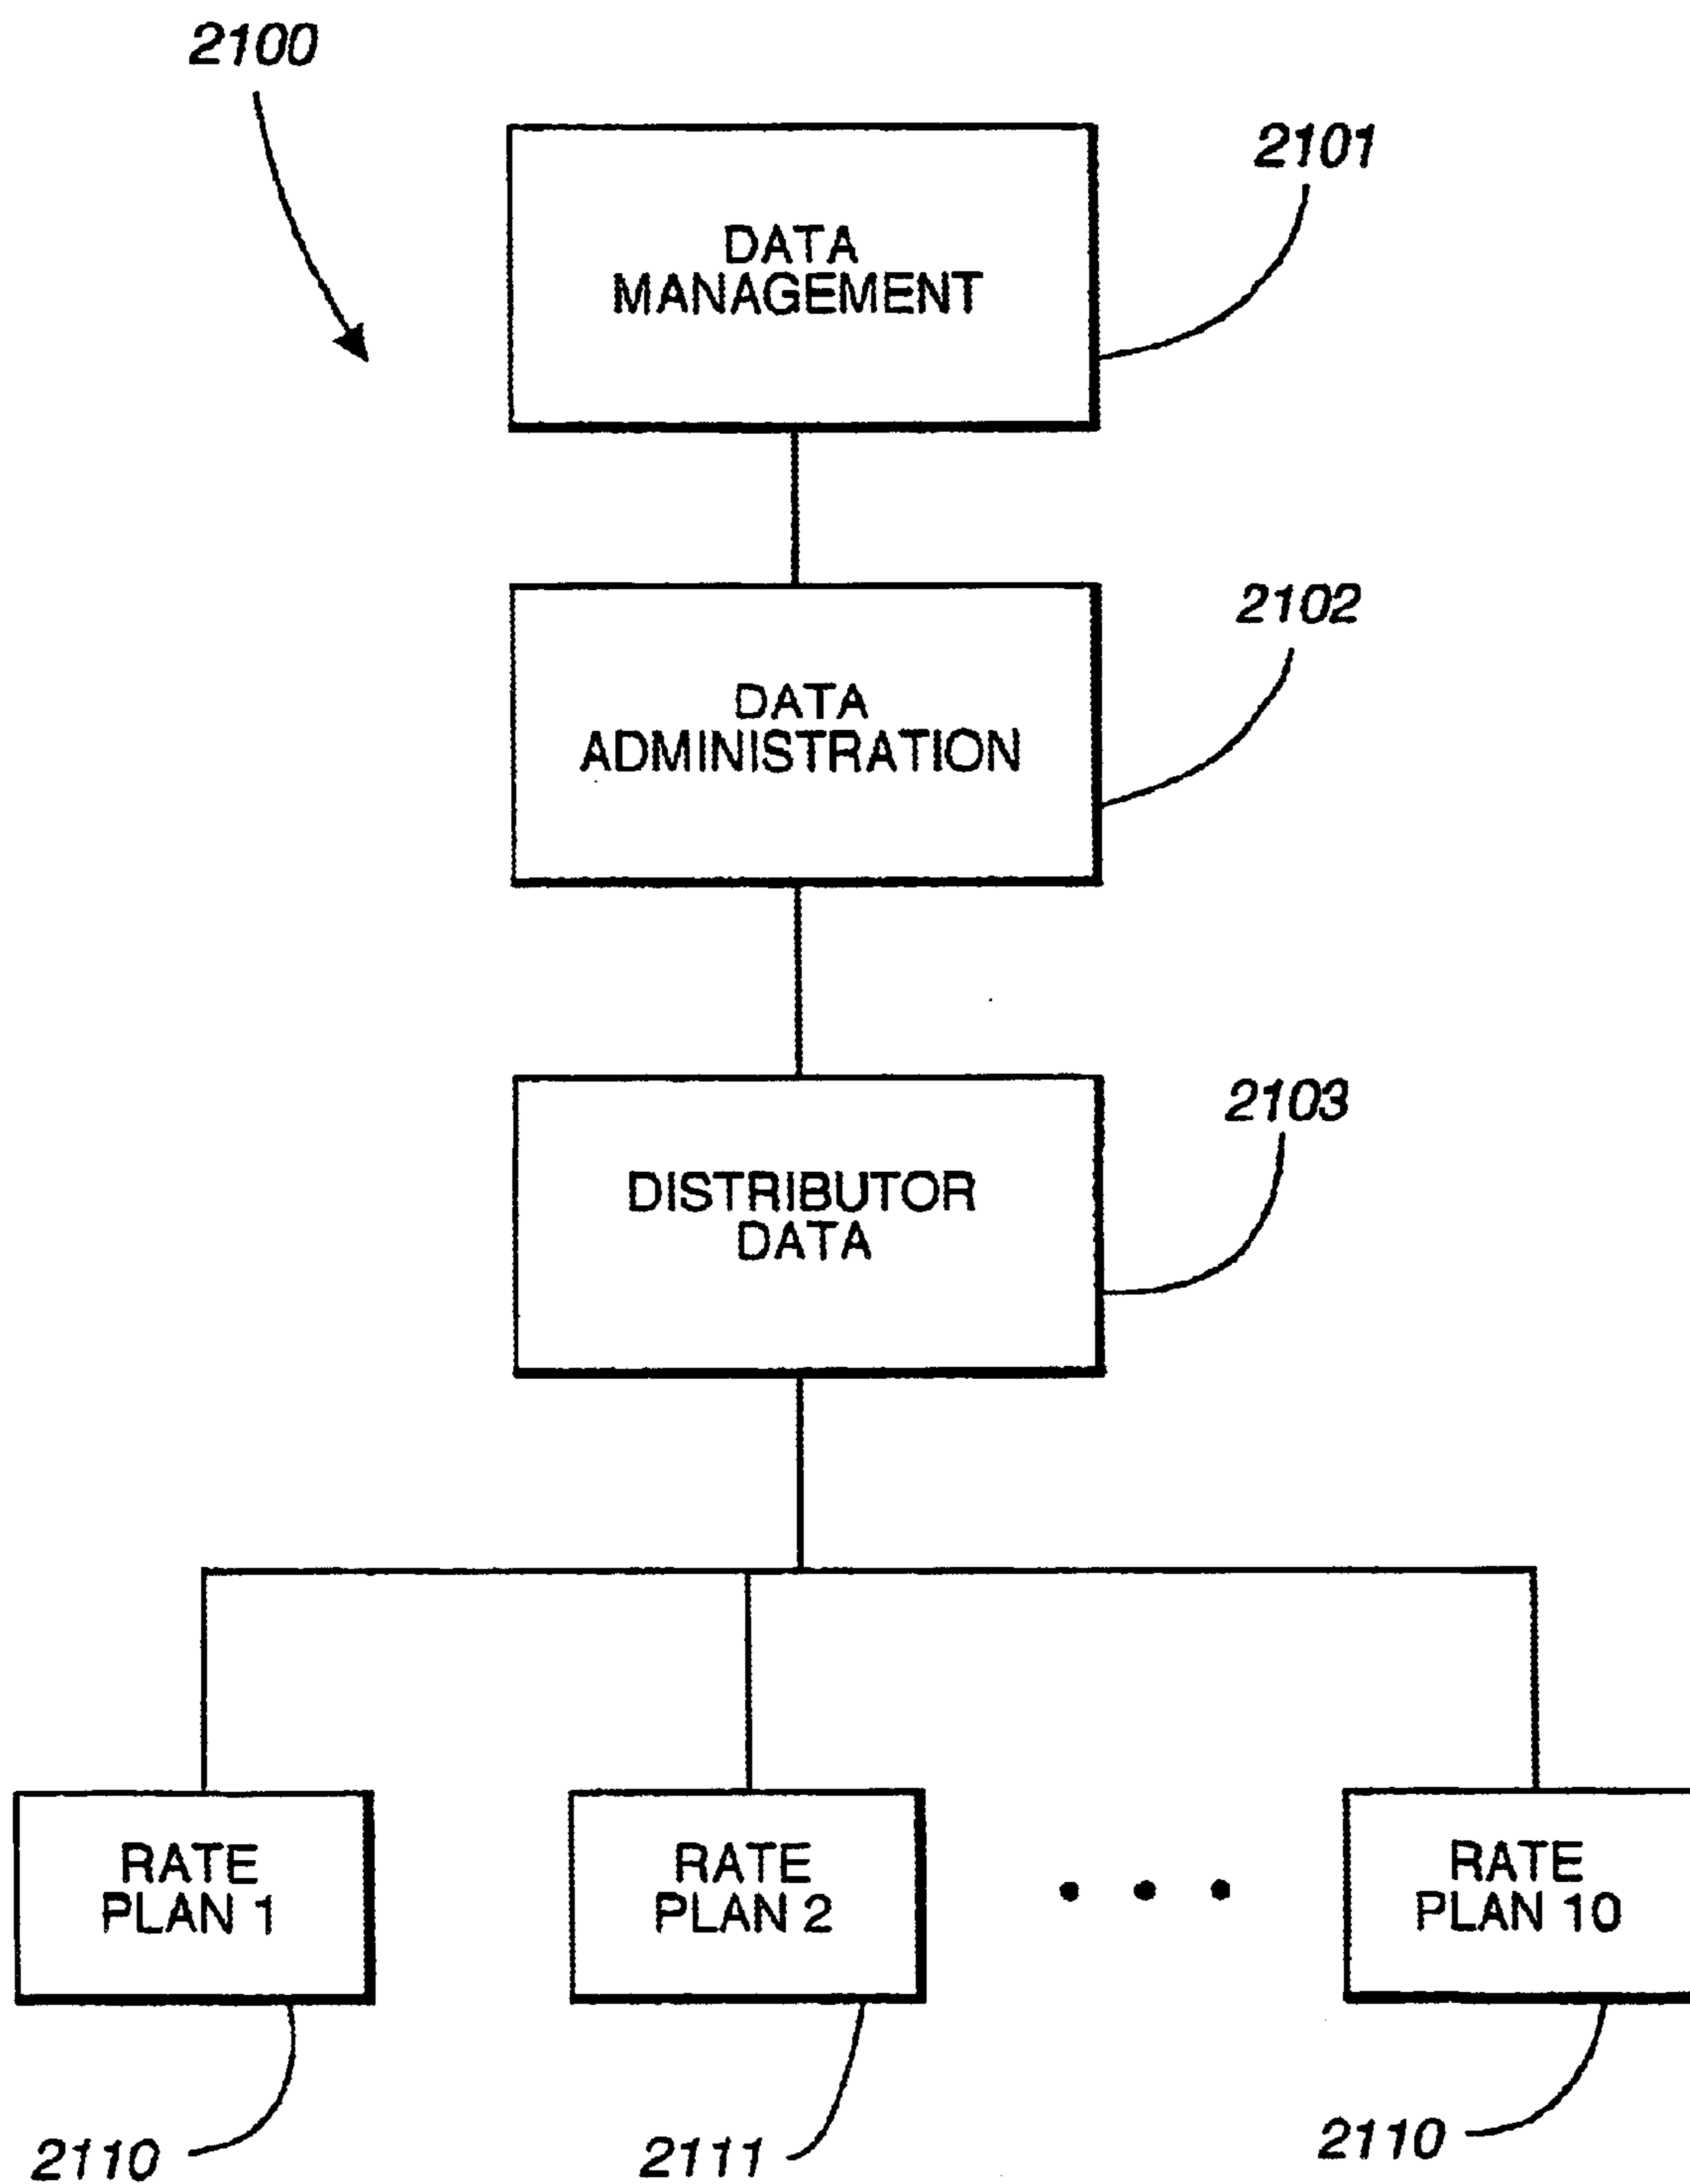 2100
2101
DATA
MANAGEMENT
2102
DATA
ADMINISTRATION
2103
DISTRIBUTOR
DATA
RATE
PLAN 1
RATE
PLAN 2
RATE
PLAN 10
2110
2111
2110